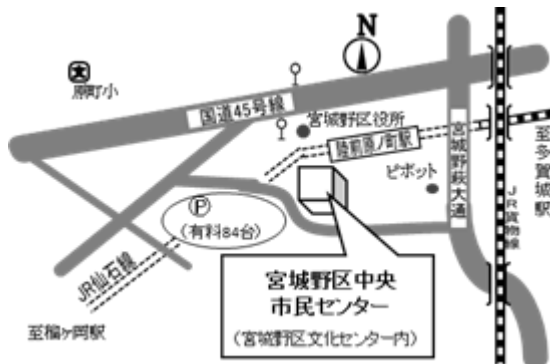 N
原町小
国道45号線
宮城野区役所
陸前原ノ町駅
宮城野萩大通
至多賀城駅
JR貨物線
ピボット
P
(有料84台)
JR仙石線
至榴ヶ岡駅
宮城野区中央
市民センター
(宮城野区文化センター内)